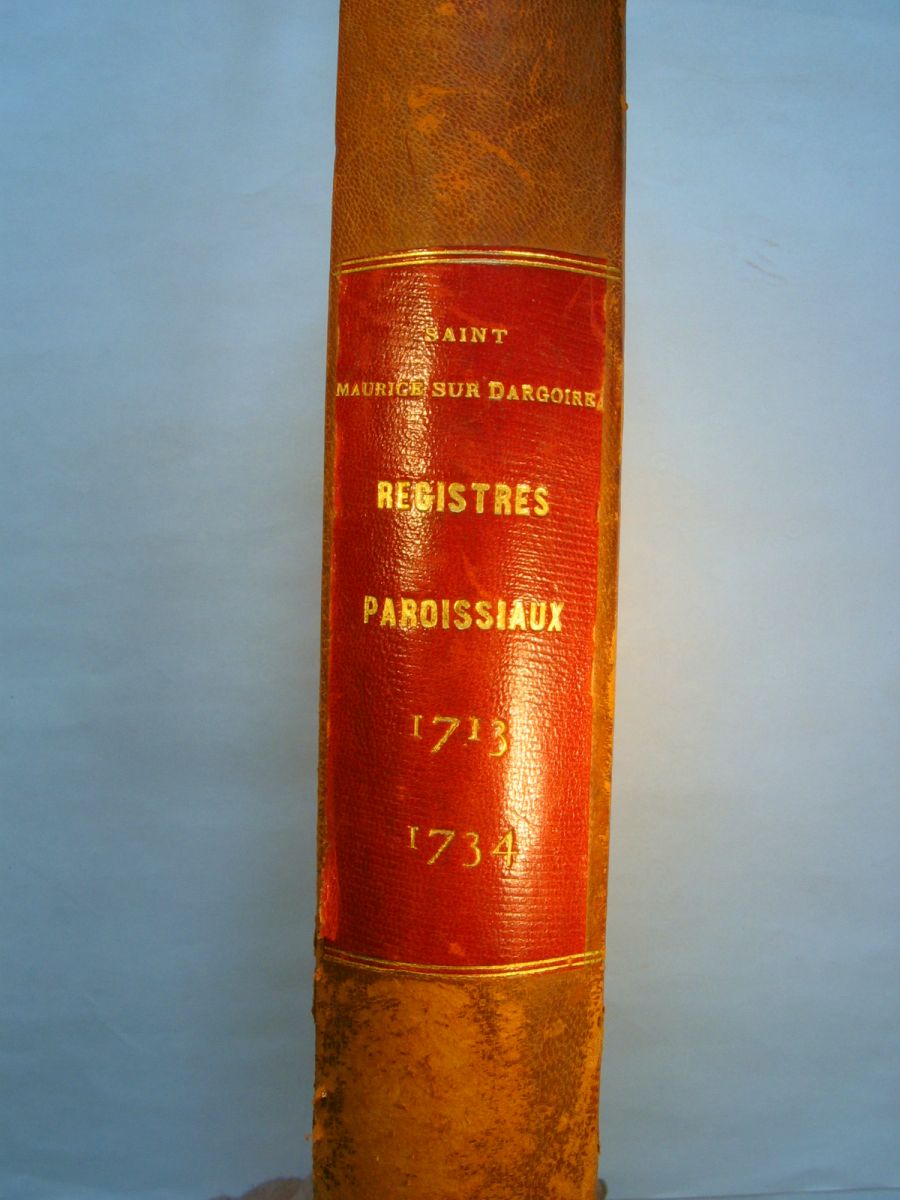 SAINT
MAURICE SUR DARGOIRE
REGISTRES
PAROISSIAUX
1713
1734